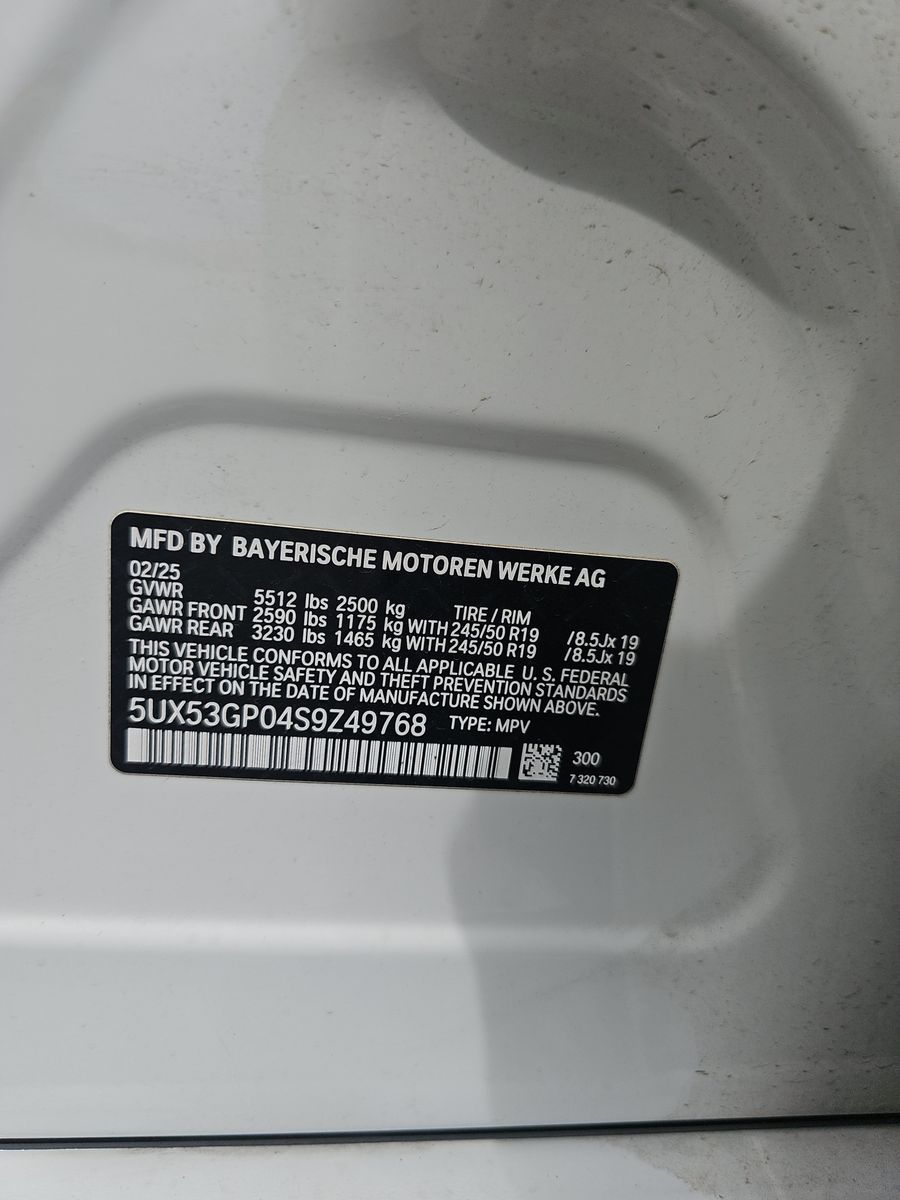 MFD BY BAYERISCHE MOTOREN WERKE AG
02/25
GVWR 5512 lbs 2500 kg TIRE / RIM
GAWR FRONT 2590 lbs 1175 kg WITH 245/50 R19 /8.5Jx 19
GAWR REAR 3230 lbs 1465 kg WITH 245/50 R19 /8.5Jx 19
THIS VEHICLE CONFORMS TO ALL APPLICABLE U. S. FEDERAL
MOTOR VEHICLE SAFETY AND THEFT PREVENTION STANDARDS
IN EFFECT ON THE DATE OF MANUFACTURE SHOWN ABOVE.
5UX53GP04S9Z49768 TYPE: MPV
300
7 320 730